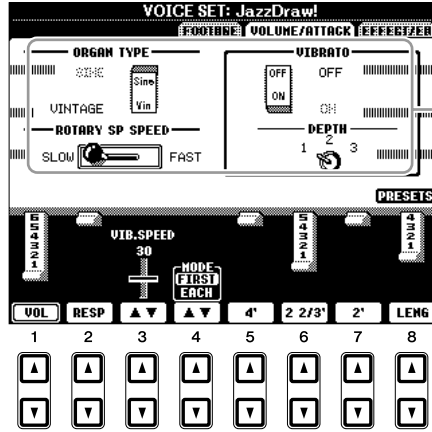 VOICE SET: JazzDraw!
FOOTAGE VOLUME/ATTACK EFFECT/EQ
ORGAN TYPE
VIBRATO
SINE
Sine
OFF
ON
OFF
VINTAGE
Vin
ON
ROTARY SP SPEED
DEPTH
SLOW
FAST
1 2 3
PRESETS
6
5
4
3
2
1
VIB.SPEED
30
MODE
FIRST
EACH
5
4
3
2
1
4
3
2
1
VOL RESP ▲▼ ▲▼ 4' 2 2/3' 2' LENG
1 2 3 4 5 6 7 8